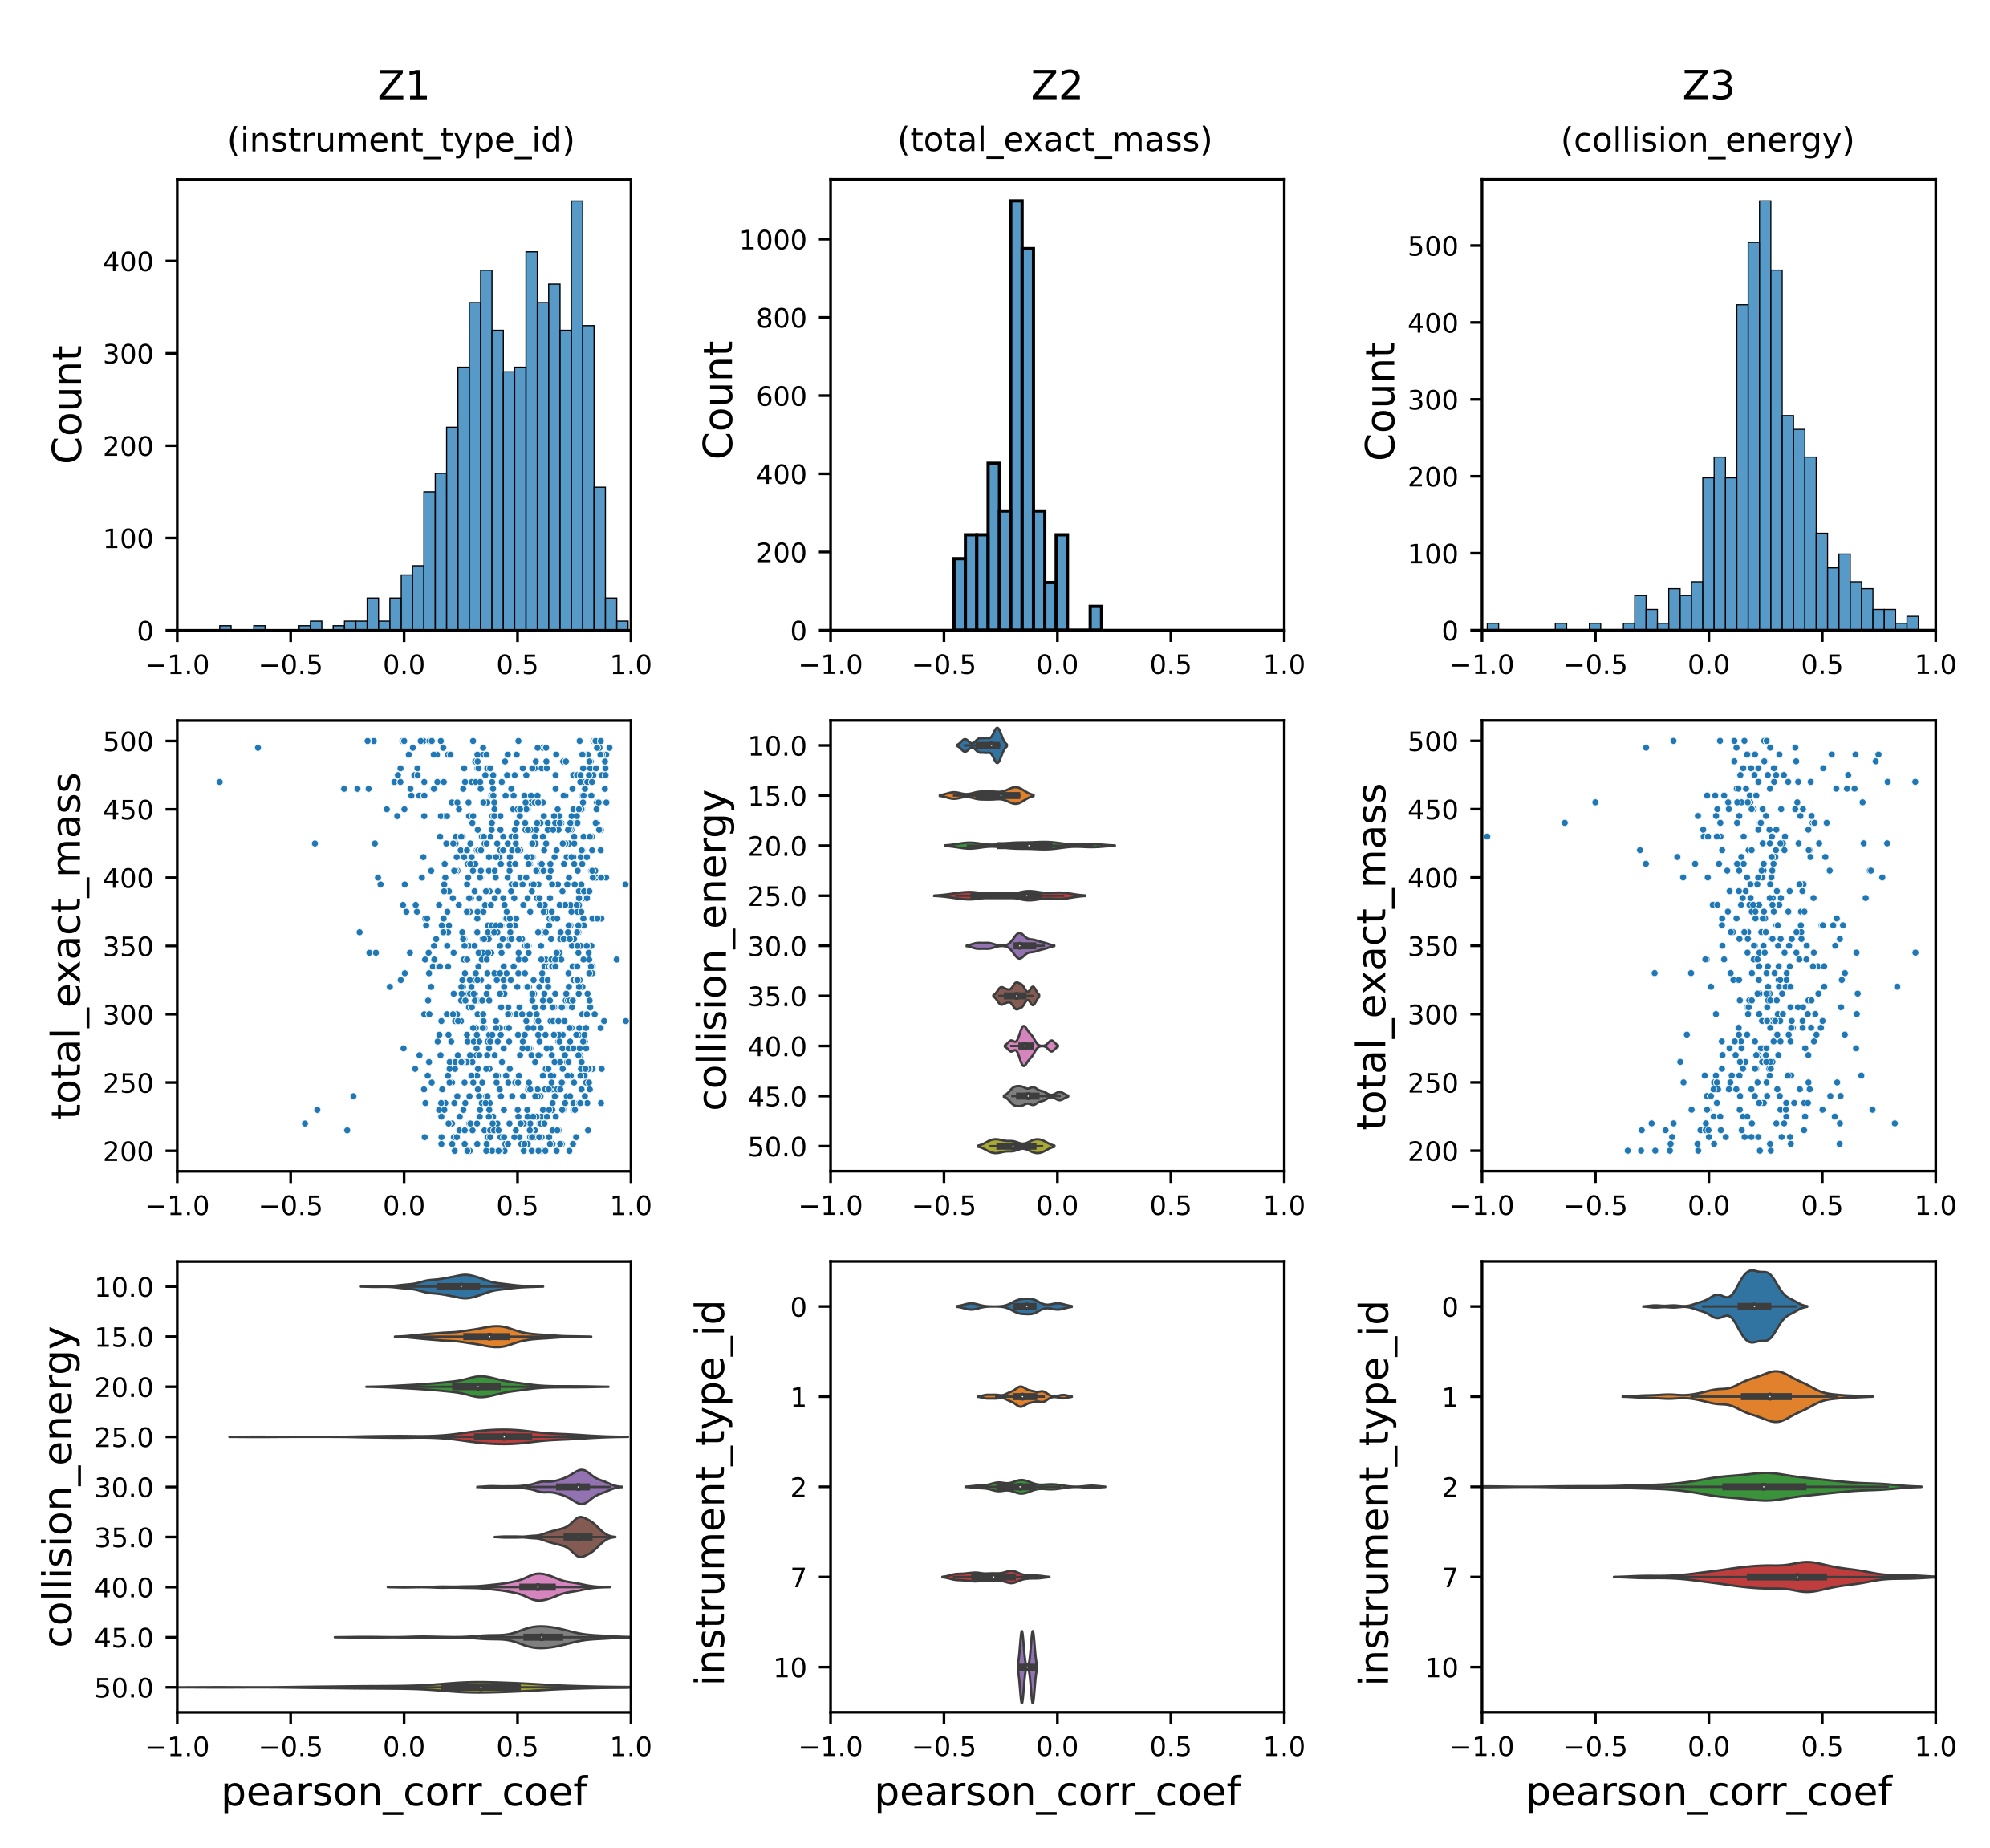 Z1
(instrument_type_id)
Z2
(total_exact_mass)
Z3
(collision_energy)
Count
400
300
200
100
0
−1.0 −0.5 0.0 0.5 1.0
Count
1000
800
600
400
200
0
−1.0 −0.5 0.0 0.5 1.0
Count
500
400
300
200
100
0
−1.0 −0.5 0.0 0.5 1.0
total_exact_mass
500
450
400
350
300
250
200
−1.0 −0.5 0.0 0.5 1.0
collision_energy
10.0
15.0
20.0
25.0
30.0
35.0
40.0
45.0
50.0
−1.0 −0.5 0.0 0.5 1.0
total_exact_mass
500
450
400
350
300
250
200
−1.0 −0.5 0.0 0.5 1.0
collision_energy
10.0
15.0
20.0
25.0
30.0
35.0
40.0
45.0
50.0
−1.0 −0.5 0.0 0.5 1.0
pearson_corr_coef
instrument_type_id
0
1
2
7
10
−1.0 −0.5 0.0 0.5 1.0
pearson_corr_coef
instrument_type_id
0
1
2
7
10
−1.0 −0.5 0.0 0.5 1.0
pearson_corr_coef